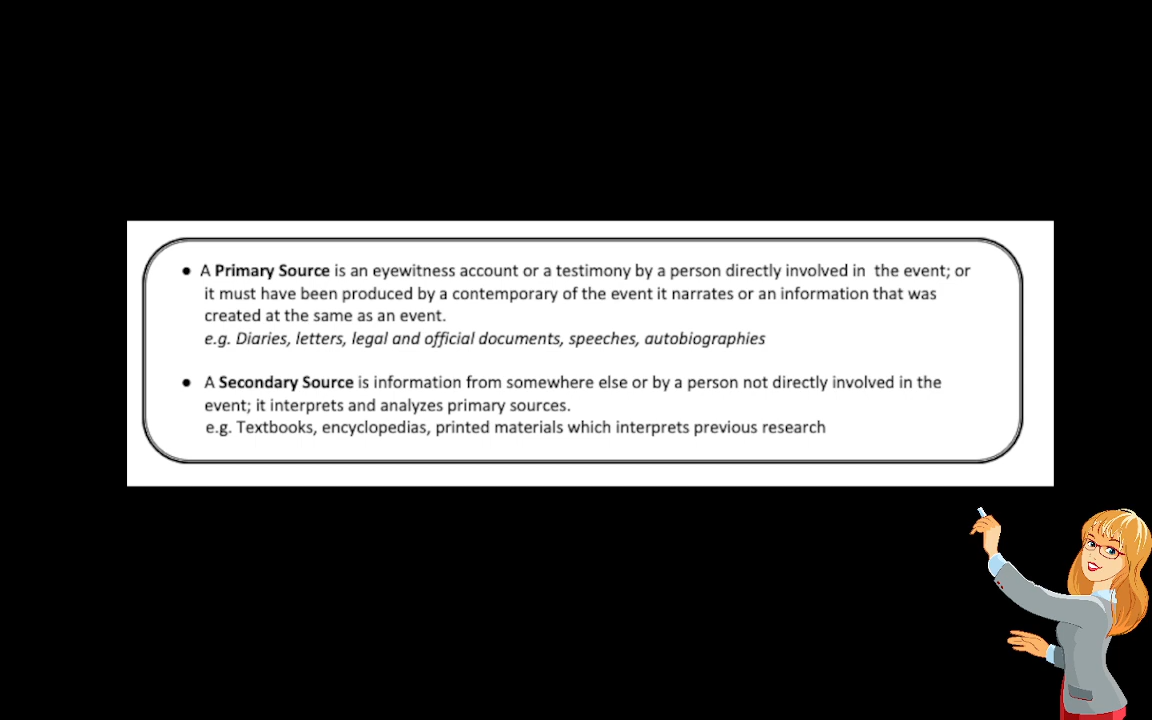 • A Primary Source is an eyewitness account or a testimony by a person directly involved in the event; or
it must have been produced by a contemporary of the event it narrates or an information that was
created at the same as an event.
e.g. Diaries, letters, legal and official documents, speeches, autobiographies
• A Secondary Source is information from somewhere else or by a person not directly involved in the
event; it interprets and analyzes primary sources.
e.g. Textbooks, encyclopedias, printed materials which interprets previous research